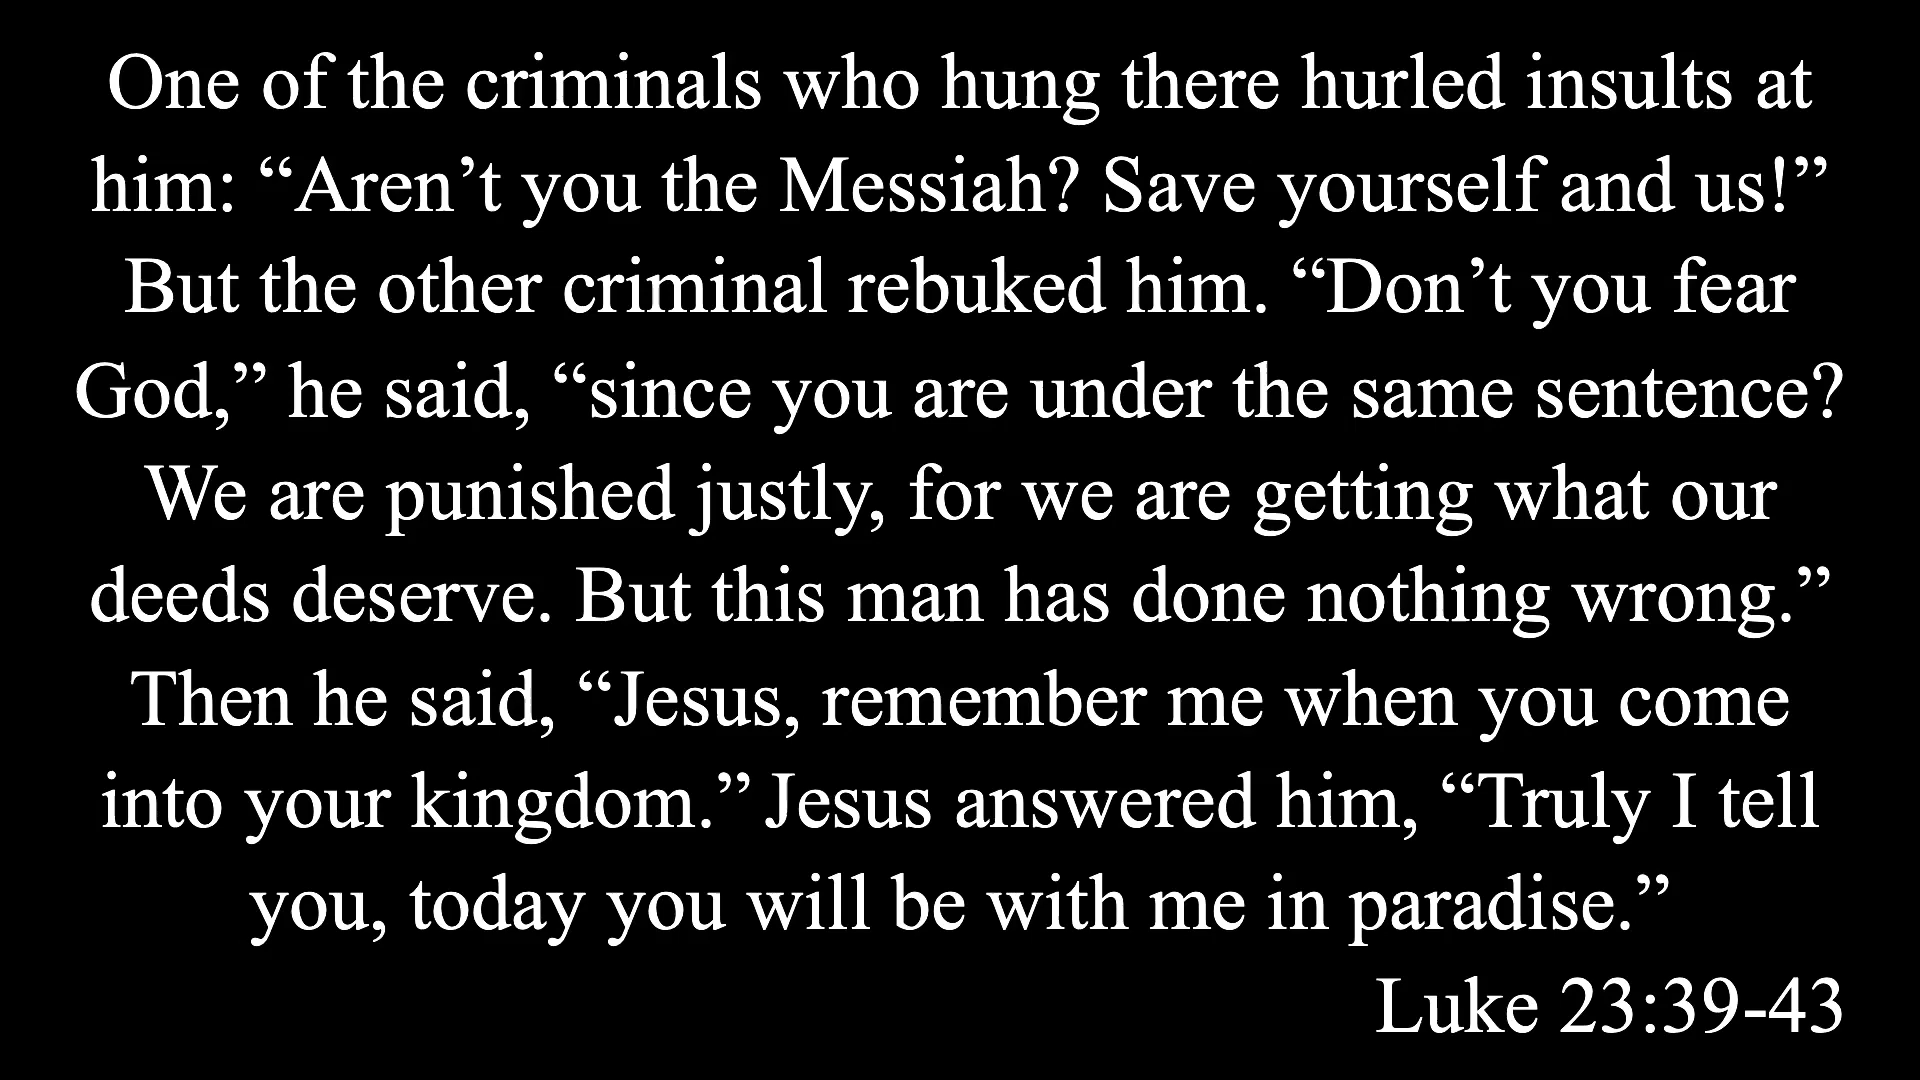 One of the criminals who hung there hurled insults at
him: “Aren’t you the Messiah? Save yourself and us!”
But the other criminal rebuked him. “Don’t you fear
God,” he said, “since you are under the same sentence?
We are punished justly, for we are getting what our
deeds deserve. But this man has done nothing wrong.”
Then he said, “Jesus, remember me when you come
into your kingdom.” Jesus answered him, “Truly I tell
you, today you will be with me in paradise.”
Luke 23:39-43